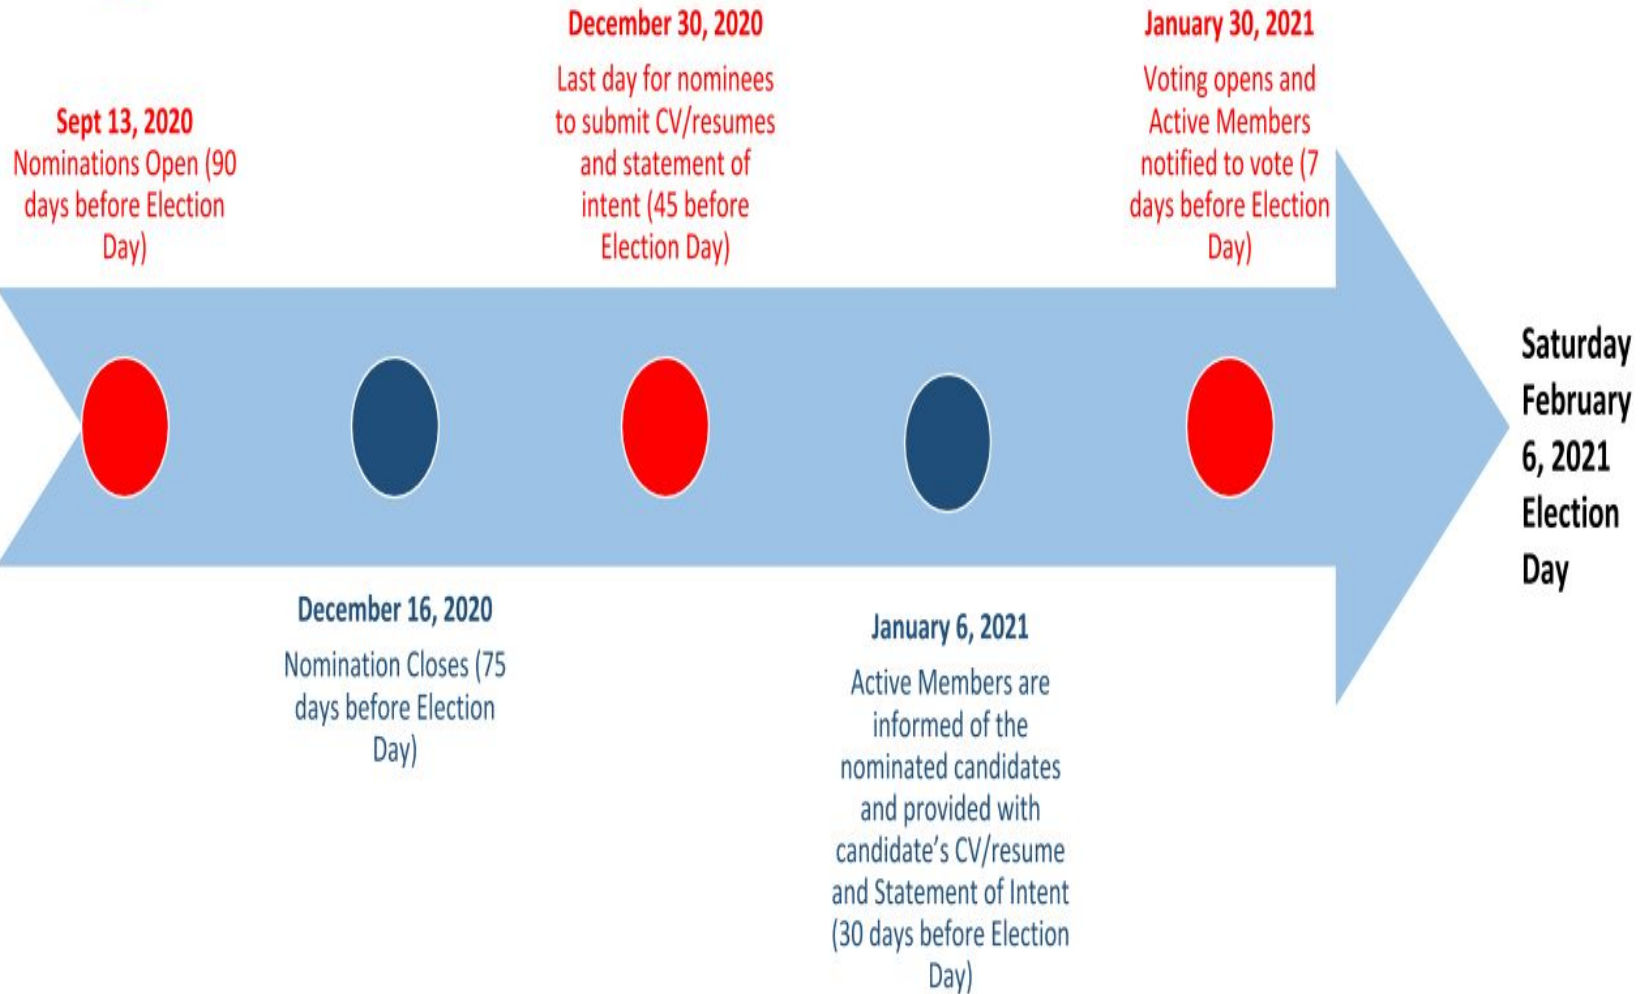 Sept 13, 2020
Nominations Open (90
days before Election
Day)
December 16, 2020
Nomination Closes (75
days before Election
Day)
December 30, 2020
Last day for nominees
to submit CV/resumes
and statement of
intent (45 before
Election Day)
January 6, 2021
Active Members are
informed of the
nominated candidates
and provided with
candidate’s CV/resume
and Statement of Intent
(30 days before Election
Day)
January 30, 2021
Voting opens and
Active Members
notified to vote (7
days before Election
Day)
Saturday
February
6, 2021
Election
Day